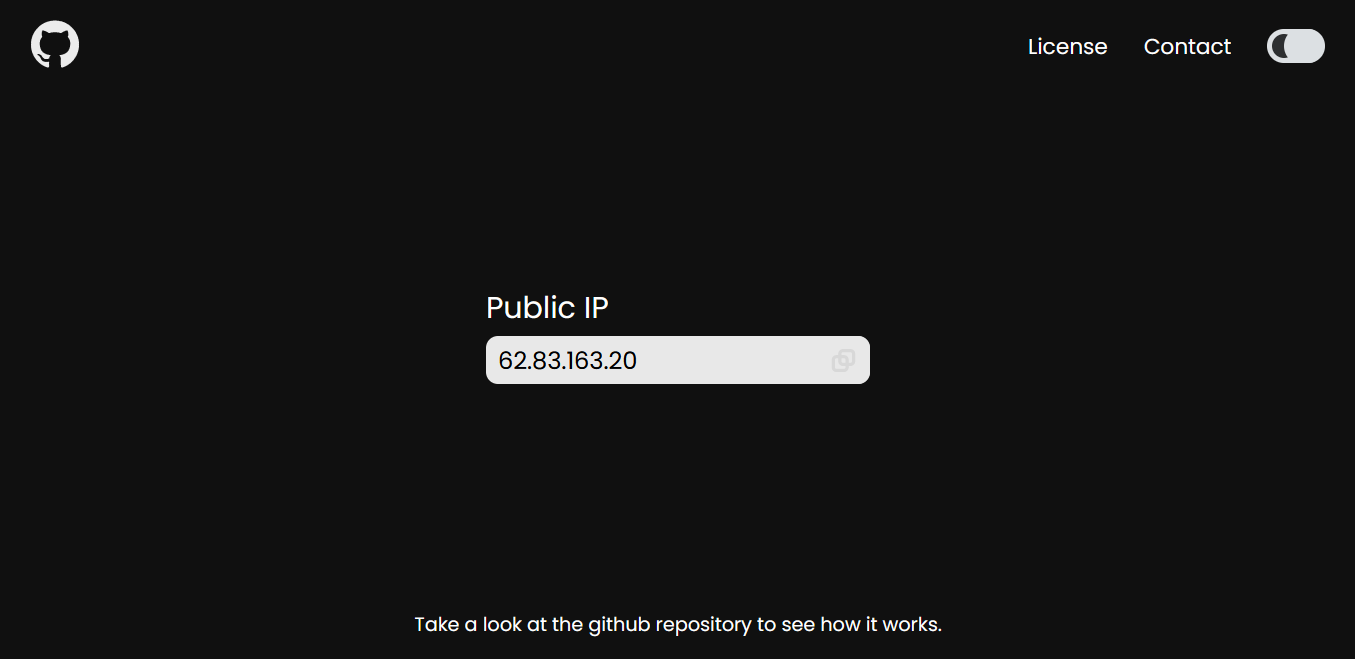 License Contact
Public IP
62.83.163.20
Take a look at the github repository to see how it works.